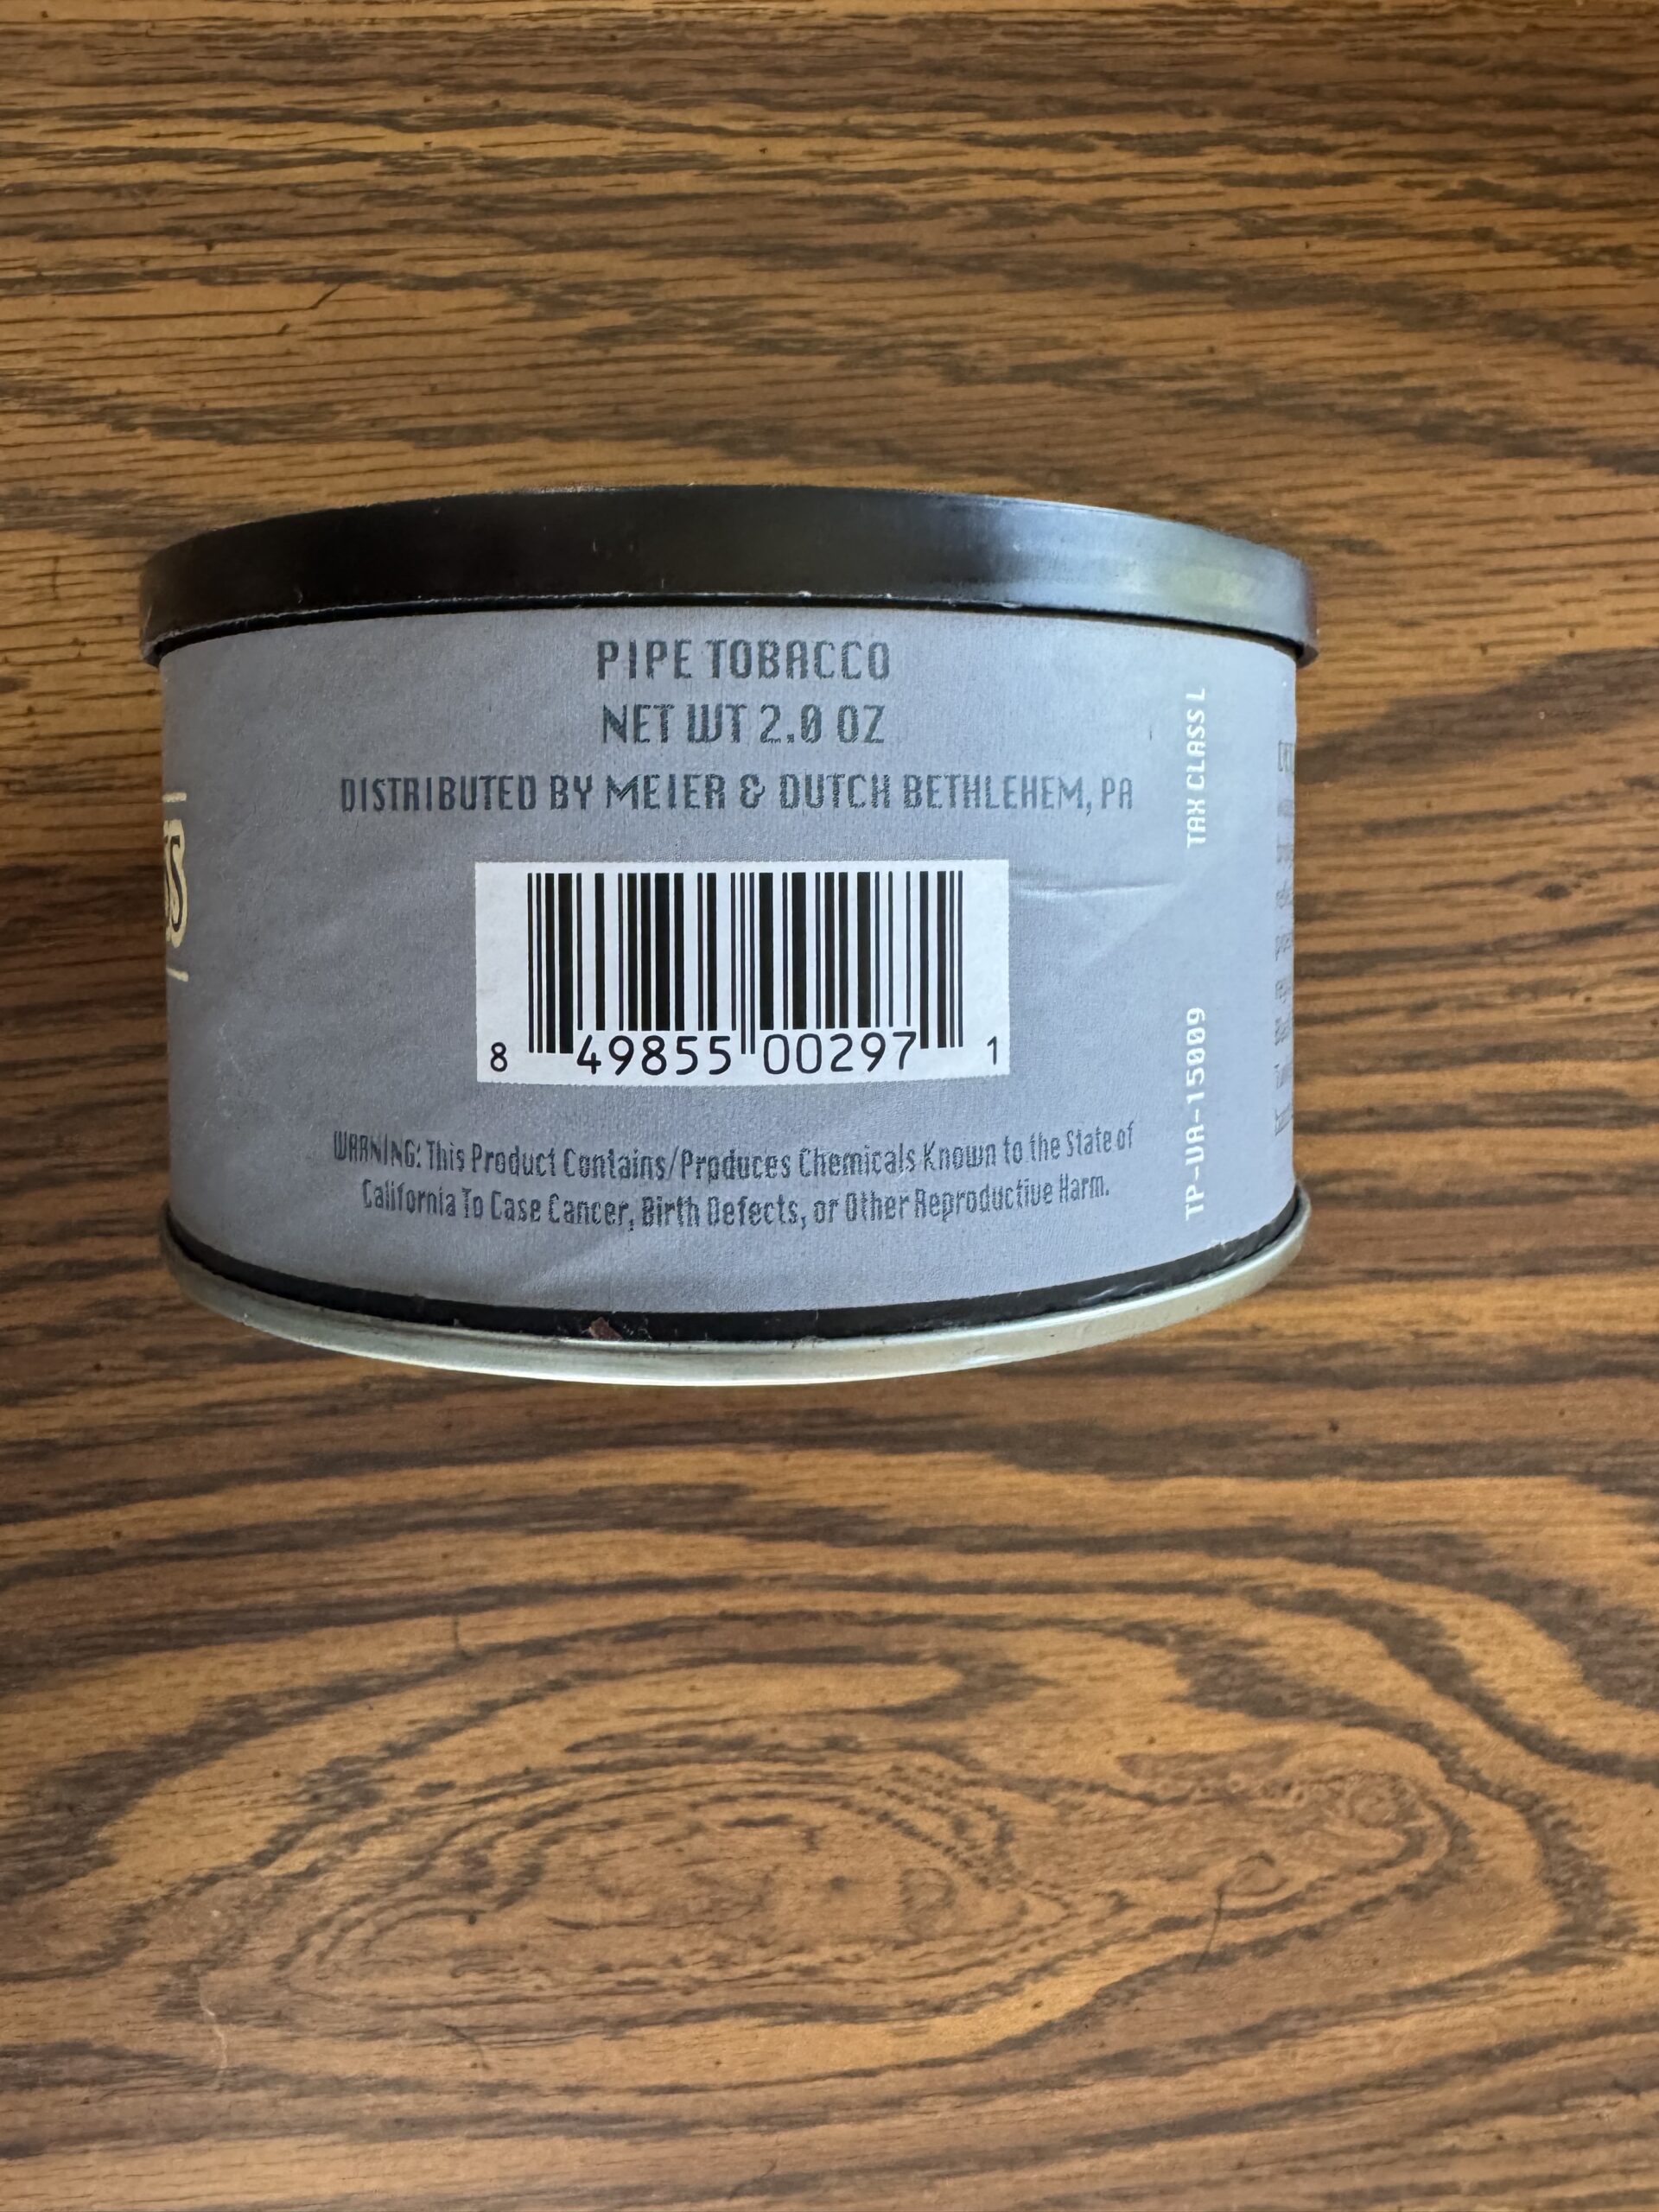 PIPE TOBACCO
NET WT 2.0 OZ
DISTRIBUTED BY MEIER & DUTCH BETHLEHEM, PA
8 49855 00297 1
WARNING: This Product Contains/Produces Chemicals Known to the State of
California To Case Cancer, Birth Defects, or Other Reproductive Harm.
TP-VA-15009 TAX CLASS L